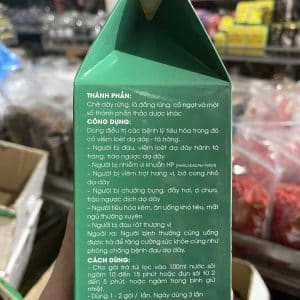 THÀNH PHẦN:
Chè dây rừng, lá đắng rừng, cỏ ngọt và một
số thành phần thảo dược khác
CÔNG DỤNG:
Dùng điều trị các bệnh lý tiêu hóa trong đó
có viêm loét dạ dày - tá tràng.
- Người bị đau, viêm loét dạ dày hành tá
tràng, trào ngược dạ dày
- Người bị nhiễm vi khuẩn HP (Helicobacter Pylori)
- Người bị viêm trợt hang vị, bờ cong nhỏ
dạ dày
- Người bị chướng bụng, đầy hơi, ợ chua,
trào ngược dịch dạ dày
- Người tiêu hóa kém, ăn uống khó tiêu, mất
ngủ thường xuyên
- Người bị đau rát thượng vị
Ngoài ra: Người bình thường cũng uống
được trà để tăng cường sức khỏe cũng như
phòng chống bệnh đau dạ dày.
CÁCH DÙNG:
- Cho gói trà túi lọc vào 100ml nước sôi
ngâm 10 đến 15 phút hoặc đun sôi từ 2
đến 5 phút, hoặc ngâm trong bình giữ
nhiệt.
- Dùng 1 - 2 gói / lần. Ngày dùng 3 lần